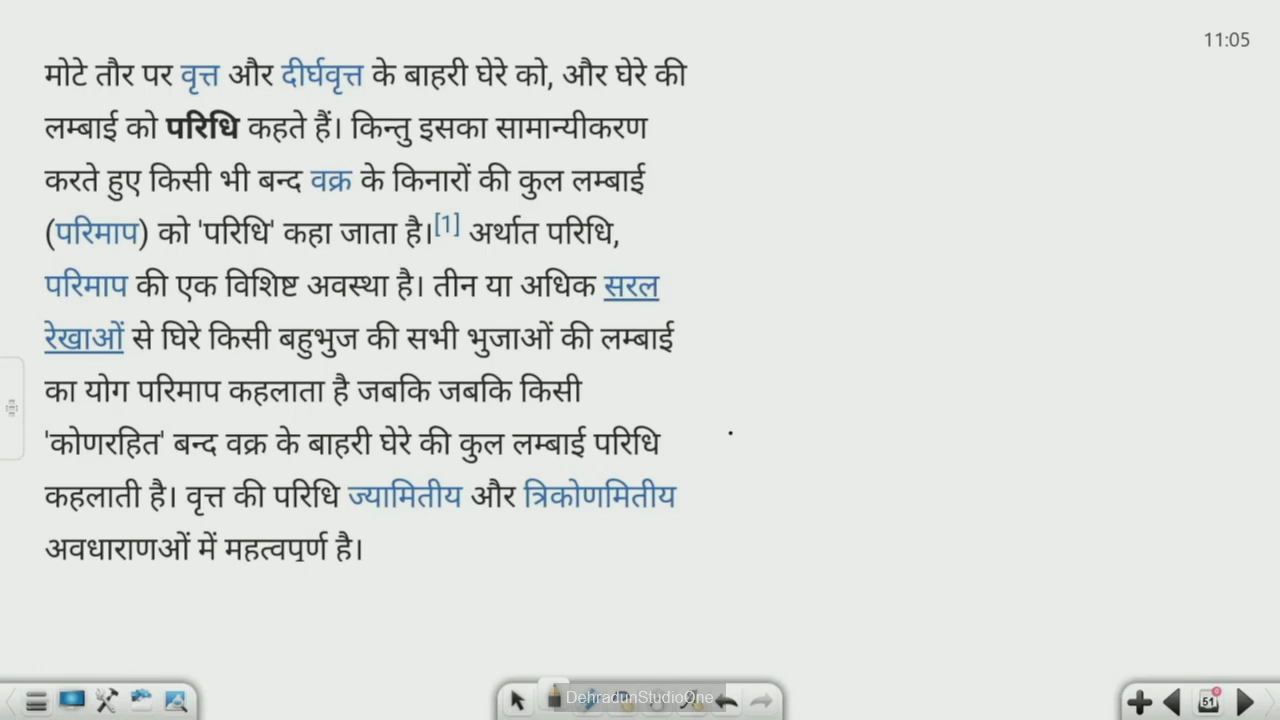 11:05
मोटे तौर पर वृत्त और दीर्घवृत्त के बाहरी घेरे को, और घेरे की
लम्बाई को परिधि कहते हैं। किन्तु इसका सामान्यीकरण
करते हुए किसी भी बन्द वक्र के किनारों की कुल लम्बाई
(परिमाप) को 'परिधि' कहा जाता है।[1] अर्थात परिधि,
परिमाप की एक विशिष्ट अवस्था है। तीन या अधिक सरल
रेखाओं से घिरे किसी बहुभुज की सभी भुजाओं की लम्बाई
का योग परिमाप कहलाता है जबकि जबकि किसी
'कोणरहित' बन्द वक्र के बाहरी घेरे की कुल लम्बाई परिधि
कहलाती है। वृत्त की परिधि ज्यामितीय और त्रिकोणमितीय
अवधाराणओं में महत्वपूर्ण है।
DehradunStudioOne
51
0